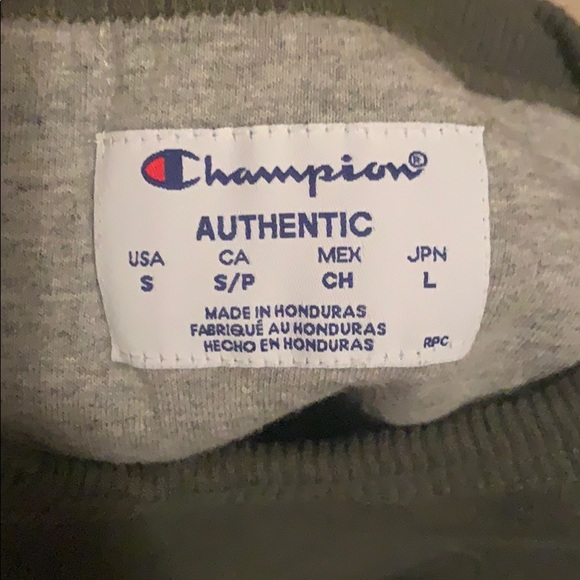 Champion®
AUTHENTIC
USA CA MEX JPN
S S/P CH L
MADE IN HONDURAS
FABRIQUÉ AU HONDURAS
HECHO EN HONDURAS RPC